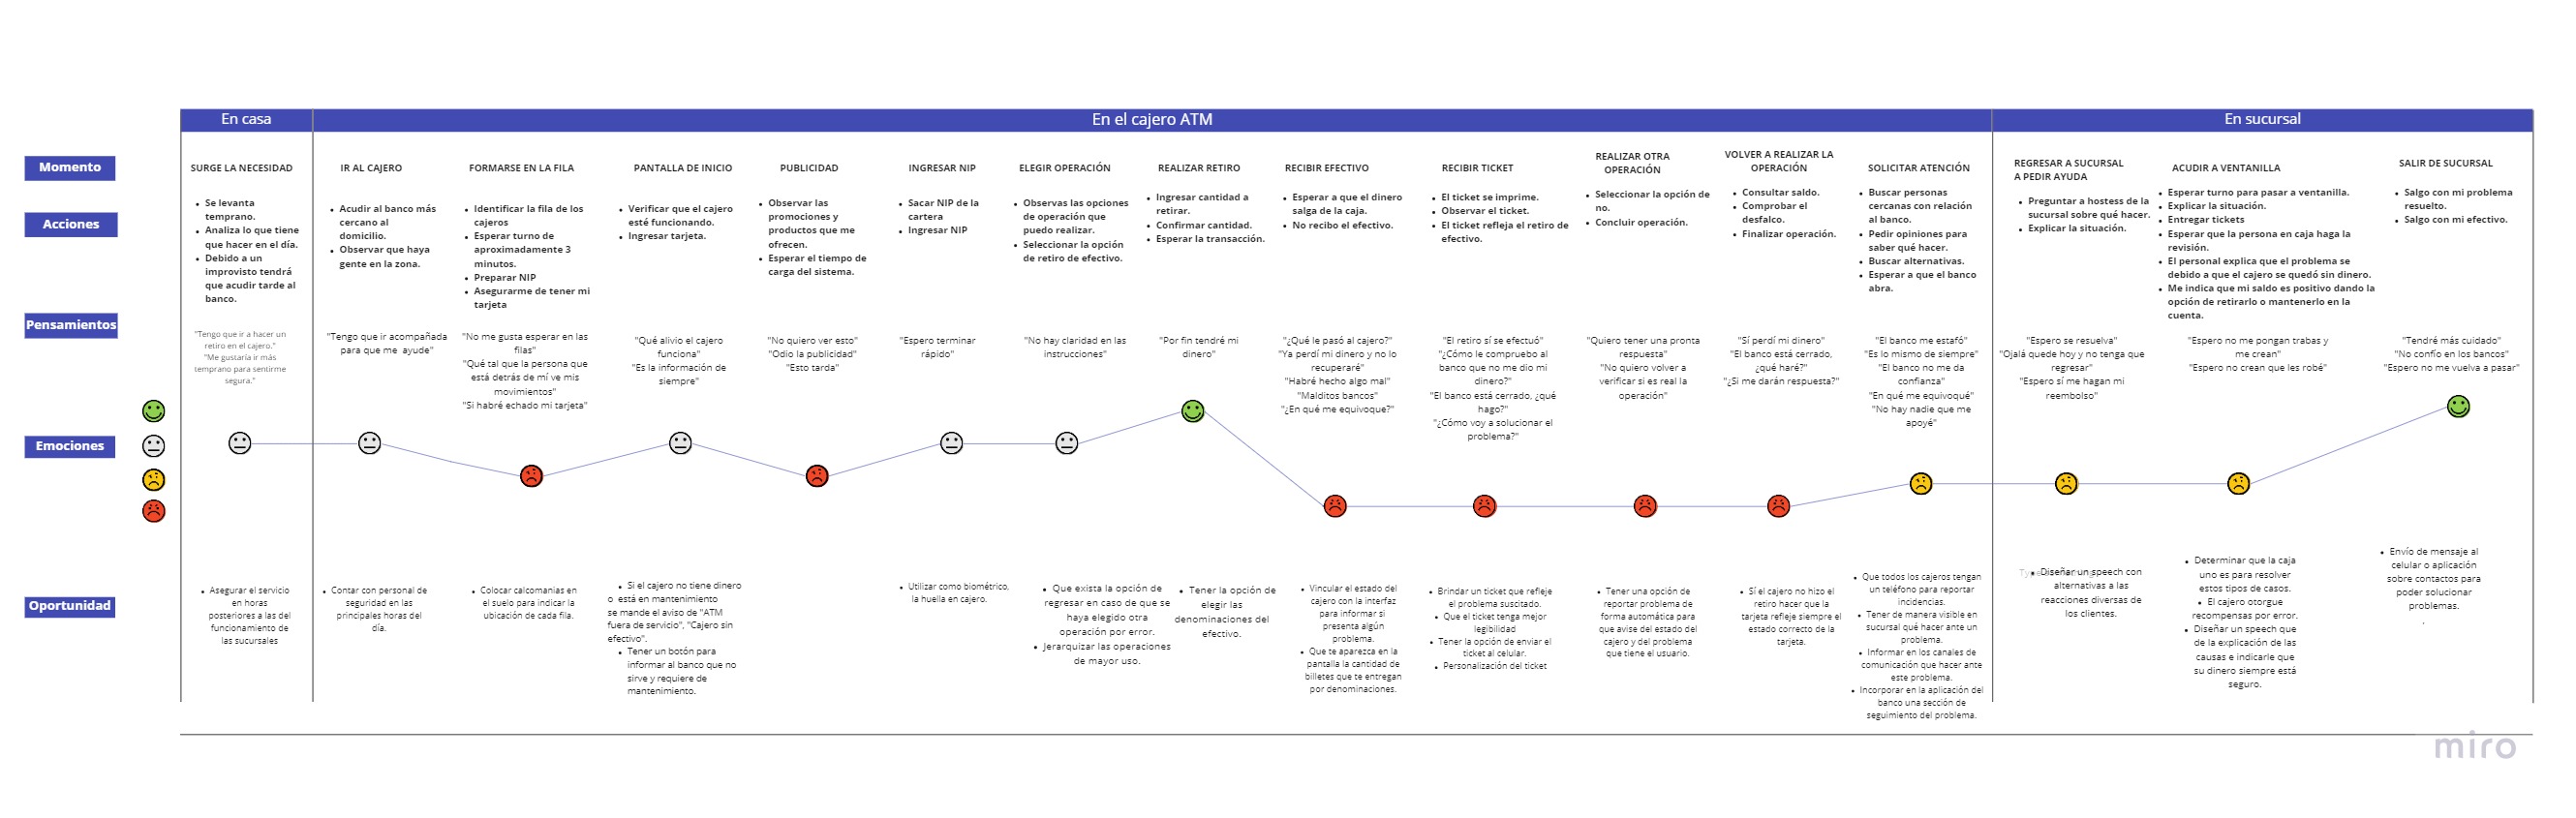 En casa
En el cajero ATM
En sucursal
Momento
SURGE LA NECESIDAD
IR AL CAJERO
FORMARSE EN LA FILA
PANTALLA DE INICIO
PUBLICIDAD
INGRESAR NIP
ELEGIR OPERACIÓN
REALIZAR RETIRO
RECIBIR EFECTIVO
RECIBIR TICKET
REALIZAR OTRA
OPERACIÓN
VOLVER A REALIZAR LA
OPERACIÓN
SOLICITAR ATENCIÓN
REGRESAR A SUCURSAL
A PEDIR AYUDA
ACUDIR A VENTANILLA
SALIR DE SUCURSAL
Acciones
• Se levanta
temprano.
• Analiza lo que tiene
que hacer en el día.
• Debido a un
improvisto tendrá
que acudir tarde al
banco.
• Acudir al banco más
cercano al
domicilio.
• Observar que haya
gente en la zona.
• Identificar la fila de los
cajeros
• Esperar turno de
aproximadamente 3
minutos.
• Preparar NIP
• Asegurarme de tener mi
tarjeta
• Verificar que el cajero
esté funcionando.
• Ingresar tarjeta.
• Observar las
promociones y
productos que me
ofrecen.
• Esperar el tiempo de
carga del sistema.
• Sacar NIP de la
cartera
• Ingresar NIP
• Observas las opciones
de operación que
puedo realizar.
• Seleccionar la opción
de retiro de efectivo.
• Ingresar cantidad a
retirar.
• Confirmar cantidad.
• Esperar la transacción.
• Esperar a que el dinero
salga de la caja.
• No recibo el efectivo.
• El ticket se imprime.
• Observar el ticket.
• El ticket refleja el retiro de
efectivo.
• Seleccionar la opción de
no.
• Concluir operación.
• Consultar saldo.
• Comprobar el
desfalco.
• Finalizar operación.
• Buscar personas
cercanas con relación
al banco.
• Pedir opiniones para
saber qué hacer.
• Buscar alternativas.
• Esperar a que el banco
abra.
• Preguntar a hostess de la
sucursal sobre qué hacer.
• Explicar la situación.
• Esperar turno para pasar a ventanilla.
• Explicar la situación.
• Entregar tickets
• Esperar que la persona en caja haga la
revisión.
• El personal explica que el problema se
debido a que el cajero se quedó sin dinero.
• Me indica que mi saldo es positivo dando la
opción de retirarlo o mantenerlo en la
cuenta.
• Salgo con mi problema
resuelto.
• Salgo con mi efectivo.
Pensamientos
"Tengo que ir a hacer un
retiro en el cajero."
"Me gustaría ir más
temprano para sentirme
segura."
"Tengo que ir acompañada
para que me ayude"
"No me gusta esperar en las
filas"
"Qué tal que la persona que
está detrás de mí ve mis
movimientos"
"Si habré echado mi tarjeta"
"Qué alivio el cajero
funciona"
"Es la información de
siempre"
"No quiero ver esto"
"Odio la publicidad"
"Esto tarda"
"Espero terminar
rápido"
"No hay claridad en las
instrucciones"
"Por fin tendré mi
dinero"
"¿Qué le pasó al cajero?"
"Ya perdí mi dinero y no lo
recuperaré"
"Habré hecho algo mal"
"Malditos bancos"
"¿En qué me equivoque?"
"El retiro sí se efectuó"
"¿Cómo le compruebo al
banco que no me dio mi
dinero?"
"El banco está cerrado, ¿qué
hago?"
"¿Cómo voy a solucionar el
problema?"
"Quiero tener una pronta
respuesta"
"No quiero volver a
verificar si es real la
operación"
"Sí perdí mi dinero"
"El banco está cerrado,
¿qué haré?"
"¿Si me darán respuesta?"
"El banco me estafó"
"Es lo mismo de siempre"
"El banco no me da
confianza"
"En qué me equivoqué"
"No hay nadie que me
apoyé"
"Espero se resuelva"
"Ojalá quede hoy y no tenga que
regresar"
"Espero sí me hagan mi
reembolso"
"Espero no me pongan trabas y
me crean"
"Espero no crean que les robé"
"Tendré más cuidado"
"No confío en los bancos"
"Espero no me vuelva a pasar"
Emociones
Oportunidad
• Asegurar el servicio
en horas
posteriores a las del
funcionamiento de
las sucursales
• Contar con personal de
seguridad en las
principales horas del
día.
• Colocar calcomanias en
el suelo para indicar la
ubicación de cada fila.
• Si el cajero no tiene dinero
o está en mantenimiento
se mande el aviso de "ATM
fuera de servicio", "Cajero sin
efectivo".
• Tener un botón para
informar al banco que no
sirve y requiere de
mantenimiento.
• Utilizar como biométrico,
la huella en cajero.
• Que exista la opción de
regresar en caso de que se
haya elegido otra
operación por error.
• Jerarquizar las operaciones
de mayor uso.
• Tener la opción de
elegir las
denominaciones del
efectivo.
• Vincular el estado del
cajero con la interfaz
para informar si
presenta algún
problema.
• Que te aparezca en la
pantalla la cantidad de
billetes que te entregan
por denominaciones.
• Brindar un ticket que refleje
el problema suscitado.
• Que el ticket tenga mejor
legibilidad
• Tener la opción de enviar el
ticket al celular.
• Personalización del ticket
• Tener una opción de
reportar problema de
forma automática para
que avise del estado del
cajero y del problema
que tiene el usuario.
• Sí el cajero no hizo el
retiro hacer que la
tarjeta refleje siempre el
estado correcto de la
tarjeta.
• Que todos los cajeros tengan
un teléfono para reportar
incidencias.
• Tener de manera visible en
sucursal qué hacer ante un
problema.
• Informar en los canales de
comunicación que hacer ante
este problema.
• Incorporar en la aplicación del
banco una sección de
seguimiento del problema.
• Diseñar un speech con
alternativas a las
reacciones diversas de
los clientes.
• Determinar que la caja
uno es para resolver
estos tipos de casos.
• El cajero otorgue
recompensas por error.
• Diseñar un speech que
de la explicación de las
causas e indicarle que
su dinero siempre está
seguro.
• Envío de mensaje al
celular o aplicación
sobre contactos para
poder solucionar
problemas.
.
miro